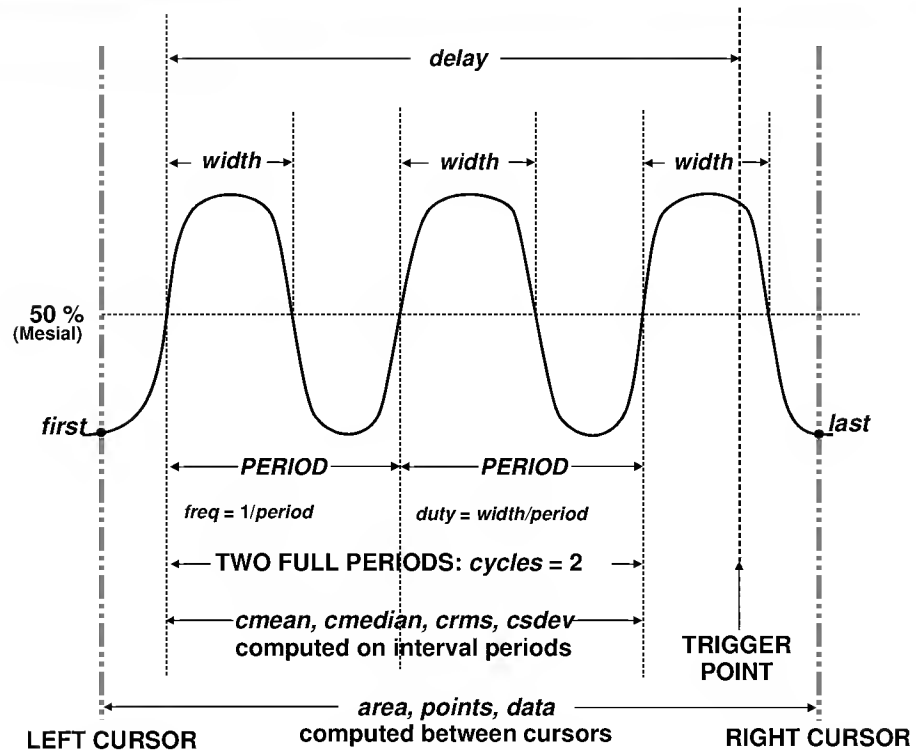 delay
width width width
50 %
(Mesial)
first last
PERIOD PERIOD
freq = 1/period duty = width/period
TWO FULL PERIODS: cycles = 2
cmean, cmedian, crms, csdev
computed on interval periods
TRIGGER
POINT
area, points, data
computed between cursors
LEFT CURSOR RIGHT CURSOR